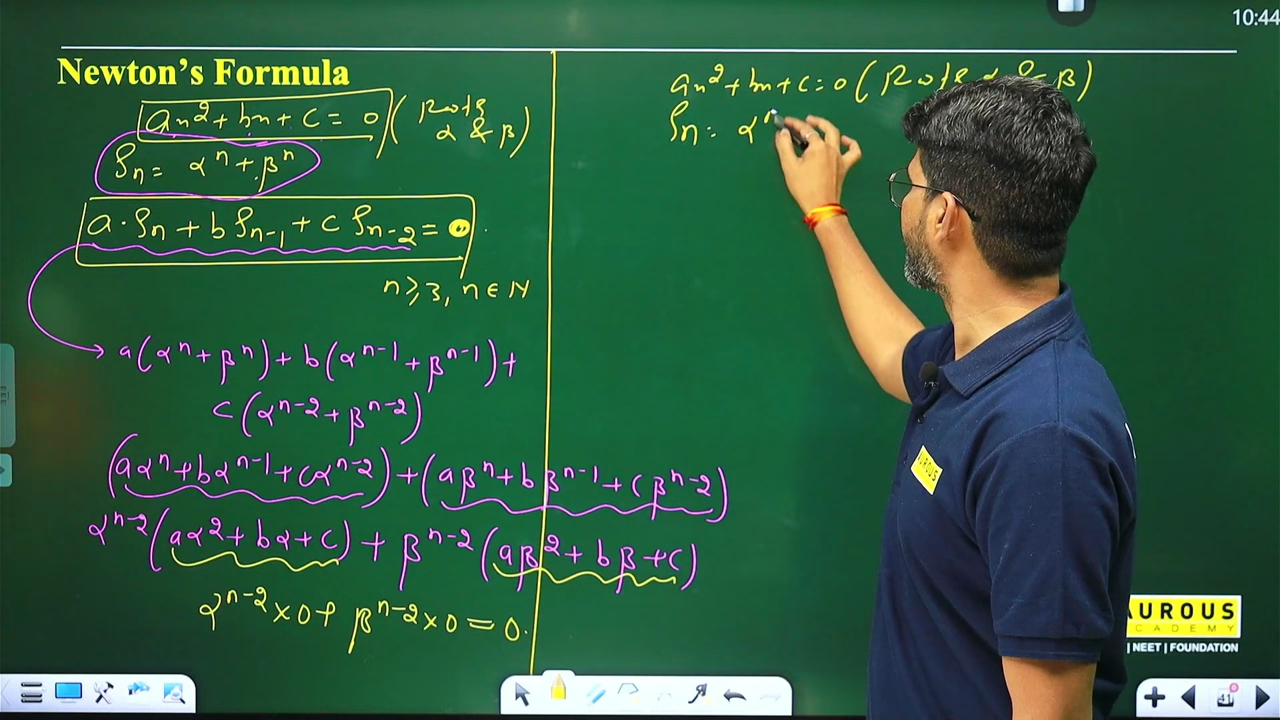 10:44
Newton's Formula
ax² + bx + c = 0 ( Roots
α & β )
Sn = αⁿ + βⁿ
a·Sn + b Sn-1 + c Sn-2 = 0
n ≥ 3, n ∈ N
a(αⁿ + βⁿ) + b(αⁿ⁻¹ + βⁿ⁻¹) +
c(αⁿ⁻² + βⁿ⁻²)
(aαⁿ + bαⁿ⁻¹ + cαⁿ⁻²) + (aβⁿ + bβⁿ⁻¹ + cβⁿ⁻²)
αⁿ⁻²(aα² + bα + c) + βⁿ⁻²(aβ² + bβ + c)
αⁿ⁻² × 0 + βⁿ⁻² × 0 = 0.
ax² + bx + c = 0 ( & β )
Sn = αⁿ
UROUS
AUROUS
ACADEMY
| NEET | FOUNDATION